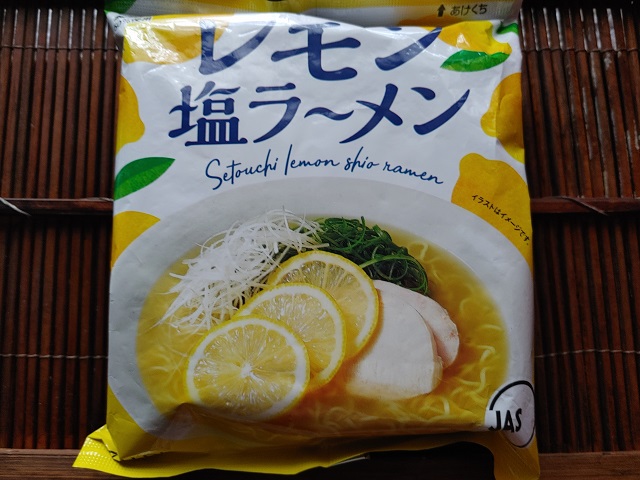 あけくち
レモン
塩ラ〜メン
Setouchi lemon shio ramen
イラストはイメージです。
JAS